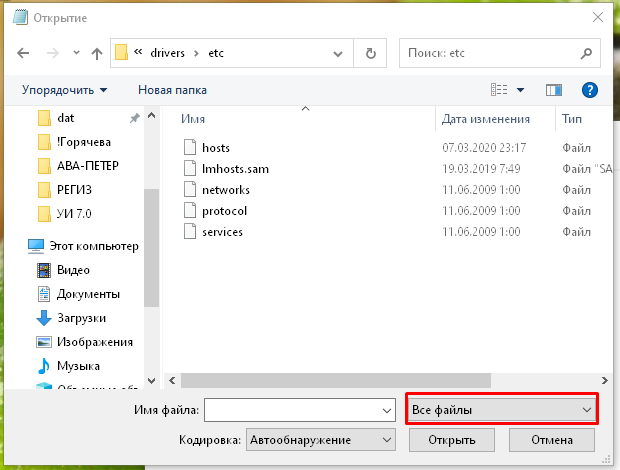 Открытие
« drivers › etc
Поиск: etc
Упорядочить Новая папка
Имя Дата изменения Тип
dat
!Горячева
АВА-ПЕТЕР
РЕГИЗ
УИ 7.0
Этот компьютер
Видео
Документы
Загрузки
Изображения
Музыка
hosts 07.03.2020 23:17 Файл
lmhosts.sam 19.03.2019 7:49 Файл "SA
networks 11.06.2009 1:00 Файл
protocol 11.06.2009 1:00 Файл
services 11.06.2009 1:00 Файл
Имя файла: Все файлы
Кодировка: Автообнаружение Открыть Отмена